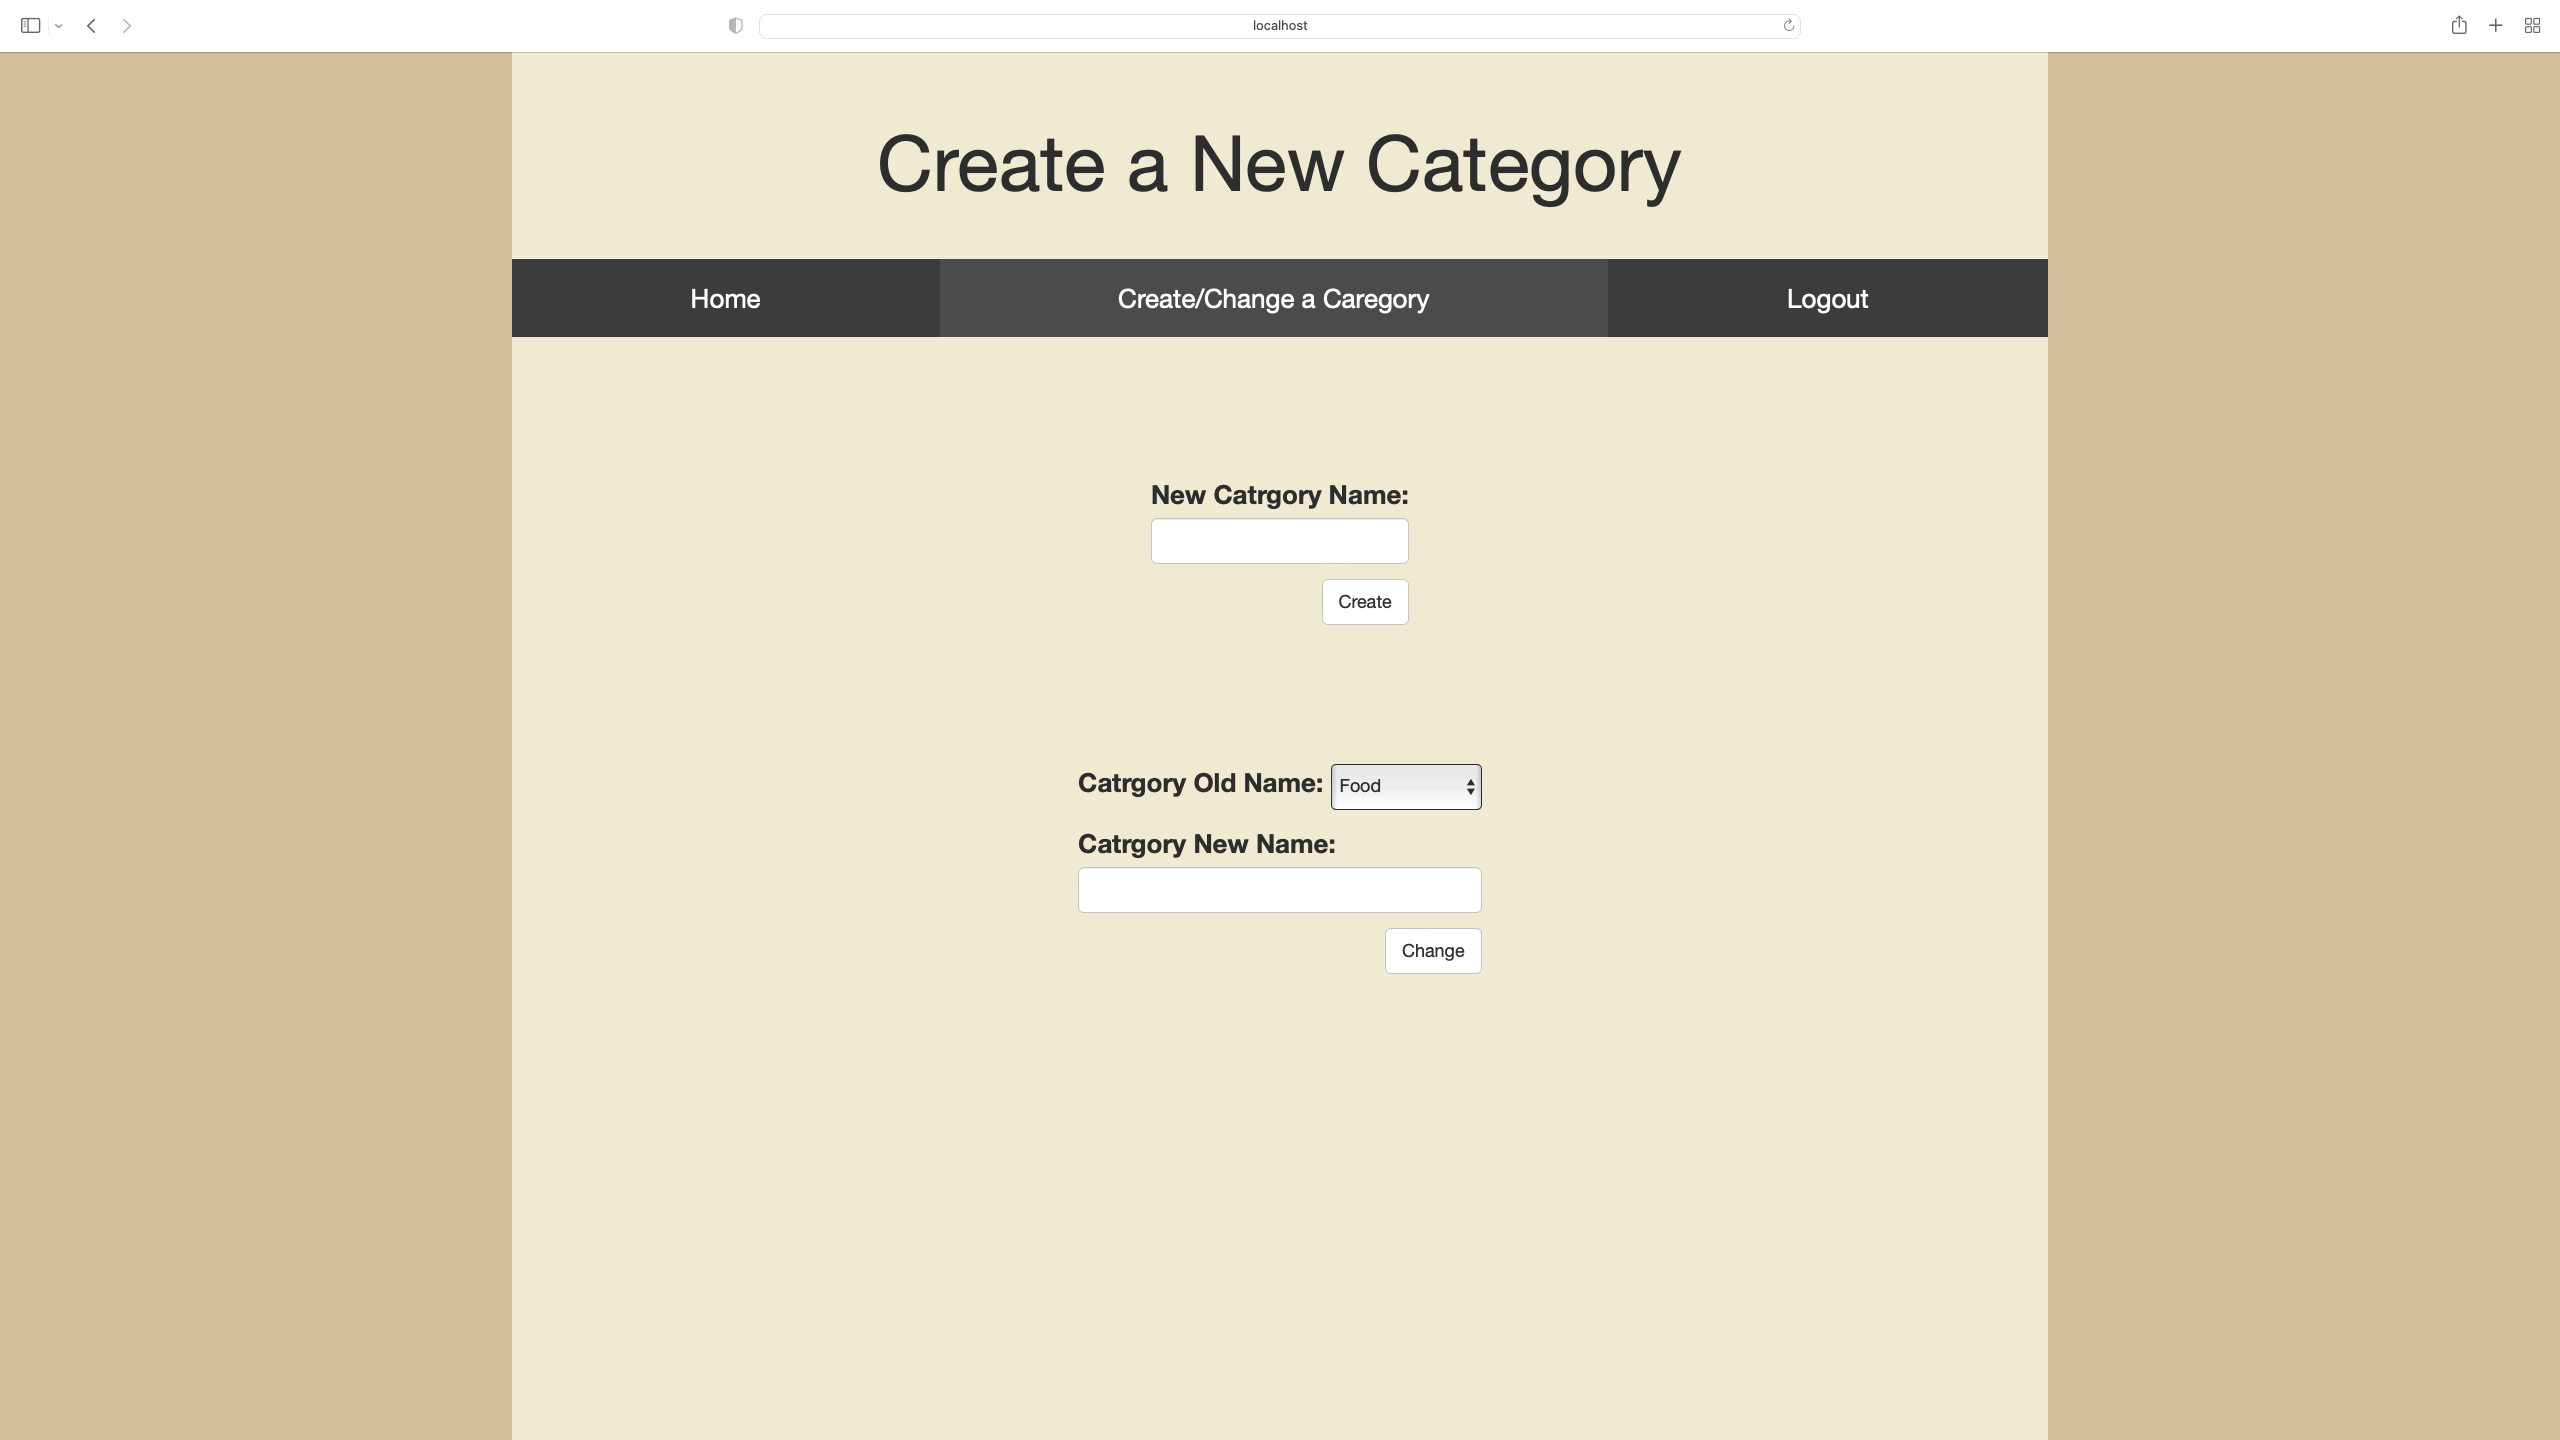 localhost
Create a New Category
Home
Create/Change a Caregory
Logout
New Catrgory Name:
Create
Catrgory Old Name:
Food
Catrgory New Name:
Change